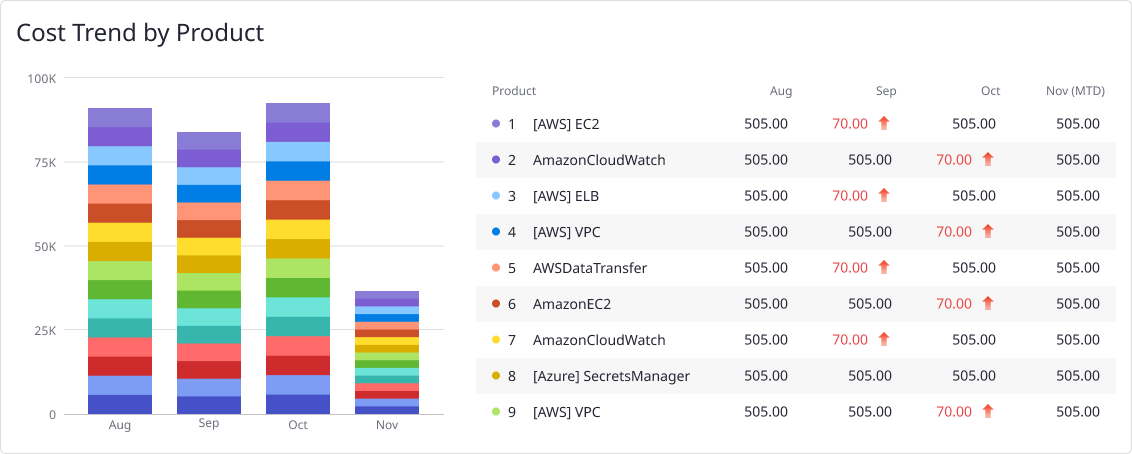 Cost Trend by Product
100K
75K
50K
25K
0
Aug Sep Oct Nov
Product Aug Sep Oct Nov (MTD)
1 [AWS] EC2 505.00 70.00 505.00 505.00
2 AmazonCloudWatch 505.00 505.00 70.00 505.00
3 [AWS] ELB 505.00 70.00 505.00 505.00
4 [AWS] VPC 505.00 505.00 70.00 505.00
5 AWSDataTransfer 505.00 70.00 505.00 505.00
6 AmazonEC2 505.00 505.00 70.00 505.00
7 AmazonCloudWatch 505.00 70.00 505.00 505.00
8 [Azure] SecretsManager 505.00 505.00 505.00 505.00
9 [AWS] VPC 505.00 505.00 70.00 505.00